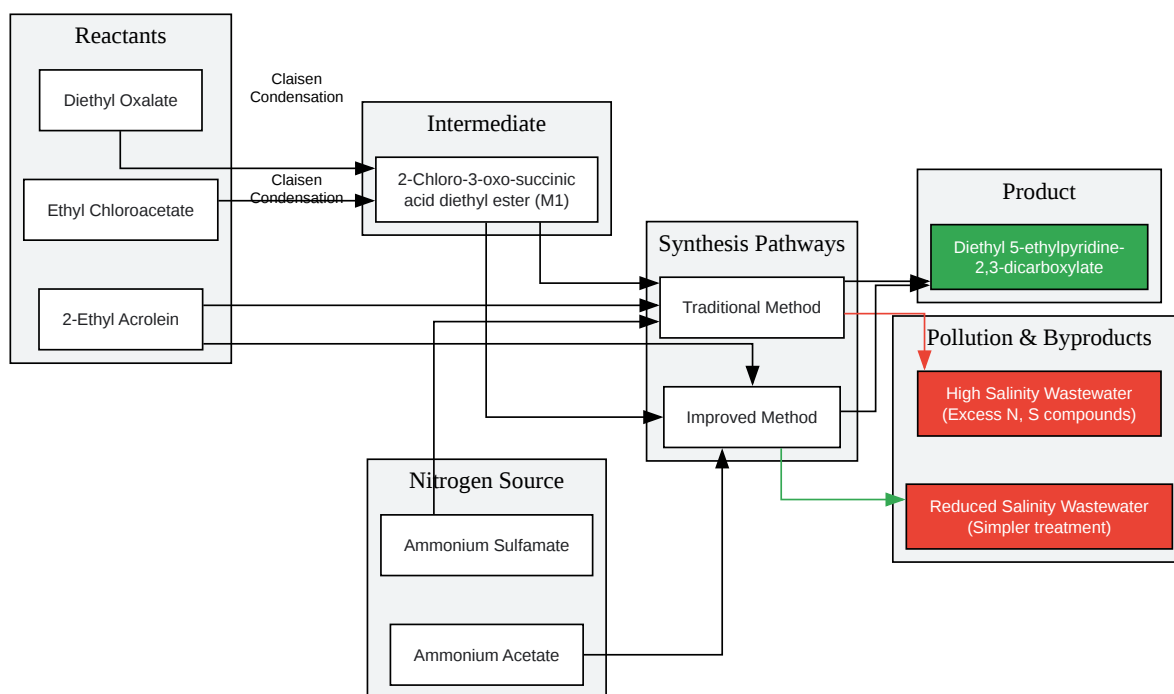 Reactants
Diethyl Oxalate
Ethyl Chloroacetate
2-Ethyl Acrolein
Claisen
Condensation
Claisen
Condensation
Intermediate
2-Chloro-3-oxo-succinic
acid diethyl ester (M1)
Synthesis Pathways
Traditional Method
Improved Method
Nitrogen Source
Ammonium Sulfamate
Ammonium Acetate
Product
Diethyl 5-ethylpyridine-
2,3-dicarboxylate
Pollution & Byproducts
High Salinity Wastewater
(Excess N, S compounds)
Reduced Salinity Wastewater
(Simpler treatment)